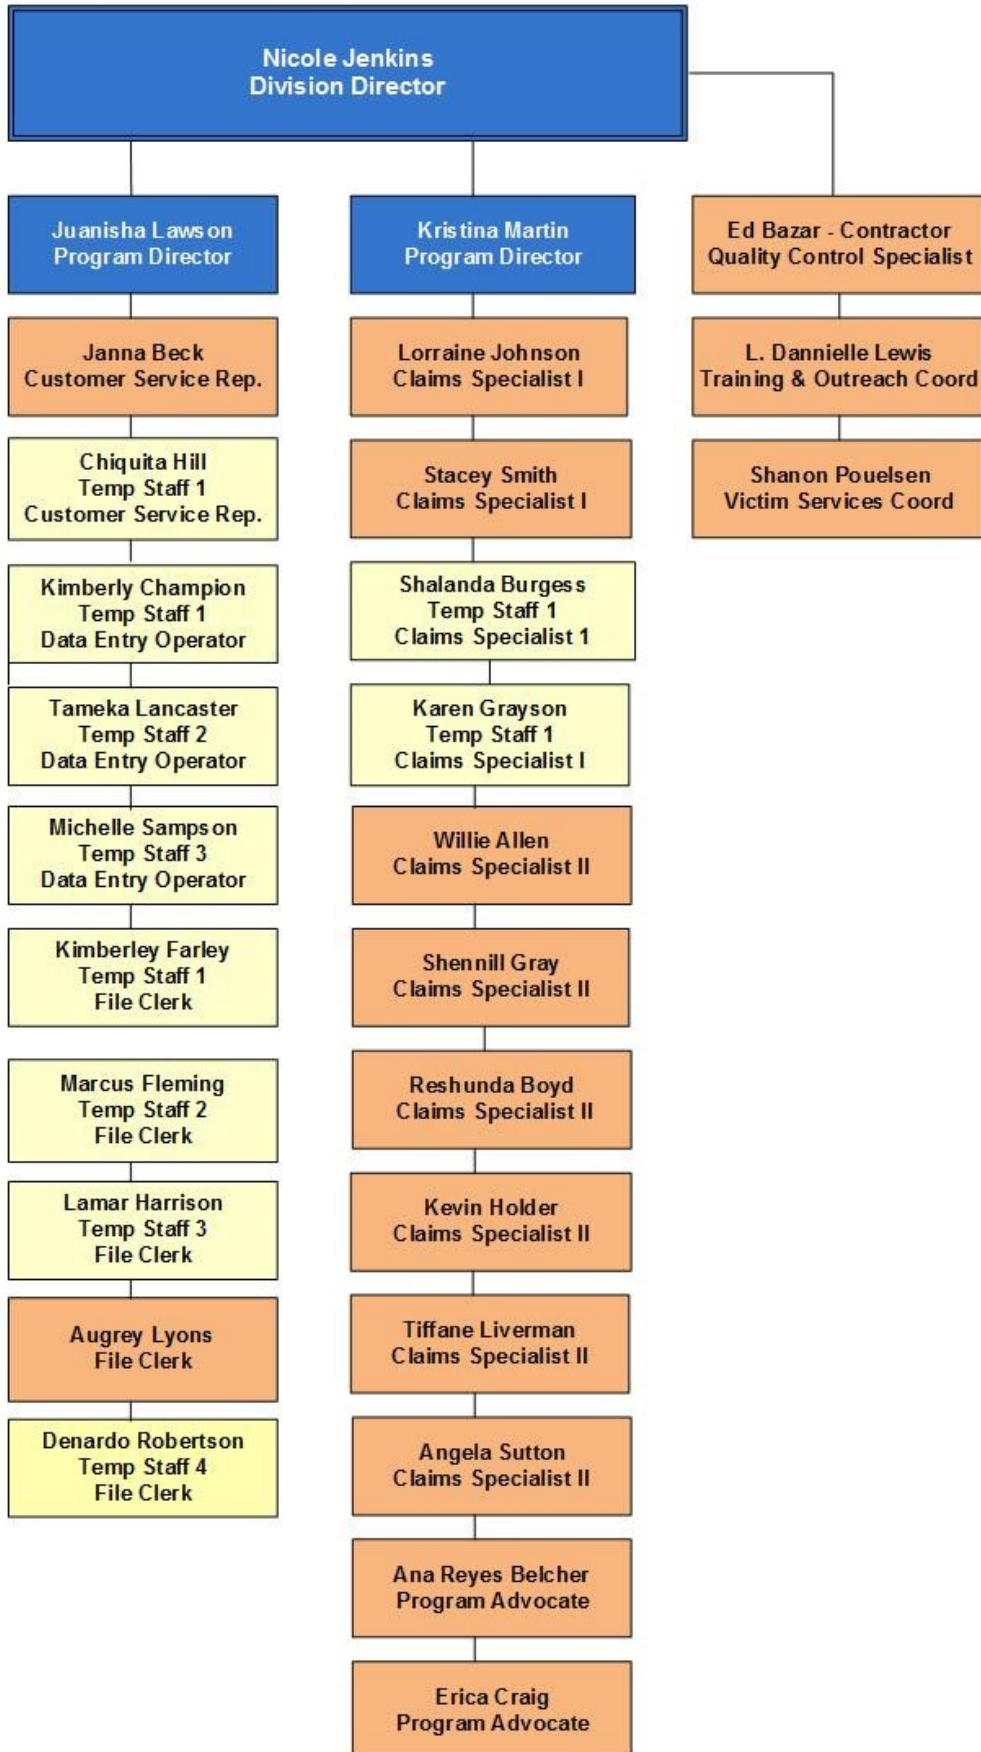 Nicole Jenkins
Division Director
Juanisha Lawson
Program Director
Janna Beck
Customer Service Rep.
Chiquita Hill
Temp Staff 1
Customer Service Rep.
Kimberly Champion
Temp Staff 1
Data Entry Operator
Tameka Lancaster
Temp Staff 2
Data Entry Operator
Michelle Sampson
Temp Staff 3
Data Entry Operator
Kimberley Farley
Temp Staff 1
File Clerk
Marcus Fleming
Temp Staff 2
File Clerk
Lamar Harrison
Temp Staff 3
File Clerk
Augrey Lyons
File Clerk
Denardo Robertson
Temp Staff 4
File Clerk
Kristina Martin
Program Director
Lorraine Johnson
Claims Specialist I
Stacey Smith
Claims Specialist I
Shalanda Burgess
Temp Staff 1
Claims Specialist 1
Karen Grayson
Temp Staff 1
Claims Specialist I
Willie Allen
Claims Specialist II
Shennill Gray
Claims Specialist II
Reshunda Boyd
Claims Specialist II
Kevin Holder
Claims Specialist II
Tiffane Liverman
Claims Specialist II
Angela Sutton
Claims Specialist II
Ana Reyes Belcher
Program Advocate
Erica Craig
Program Advocate
Ed Bazar - Contractor
Quality Control Specialist
L. Dannielle Lewis
Training & Outreach Coord
Shanon Pouelsen
Victim Services Coord